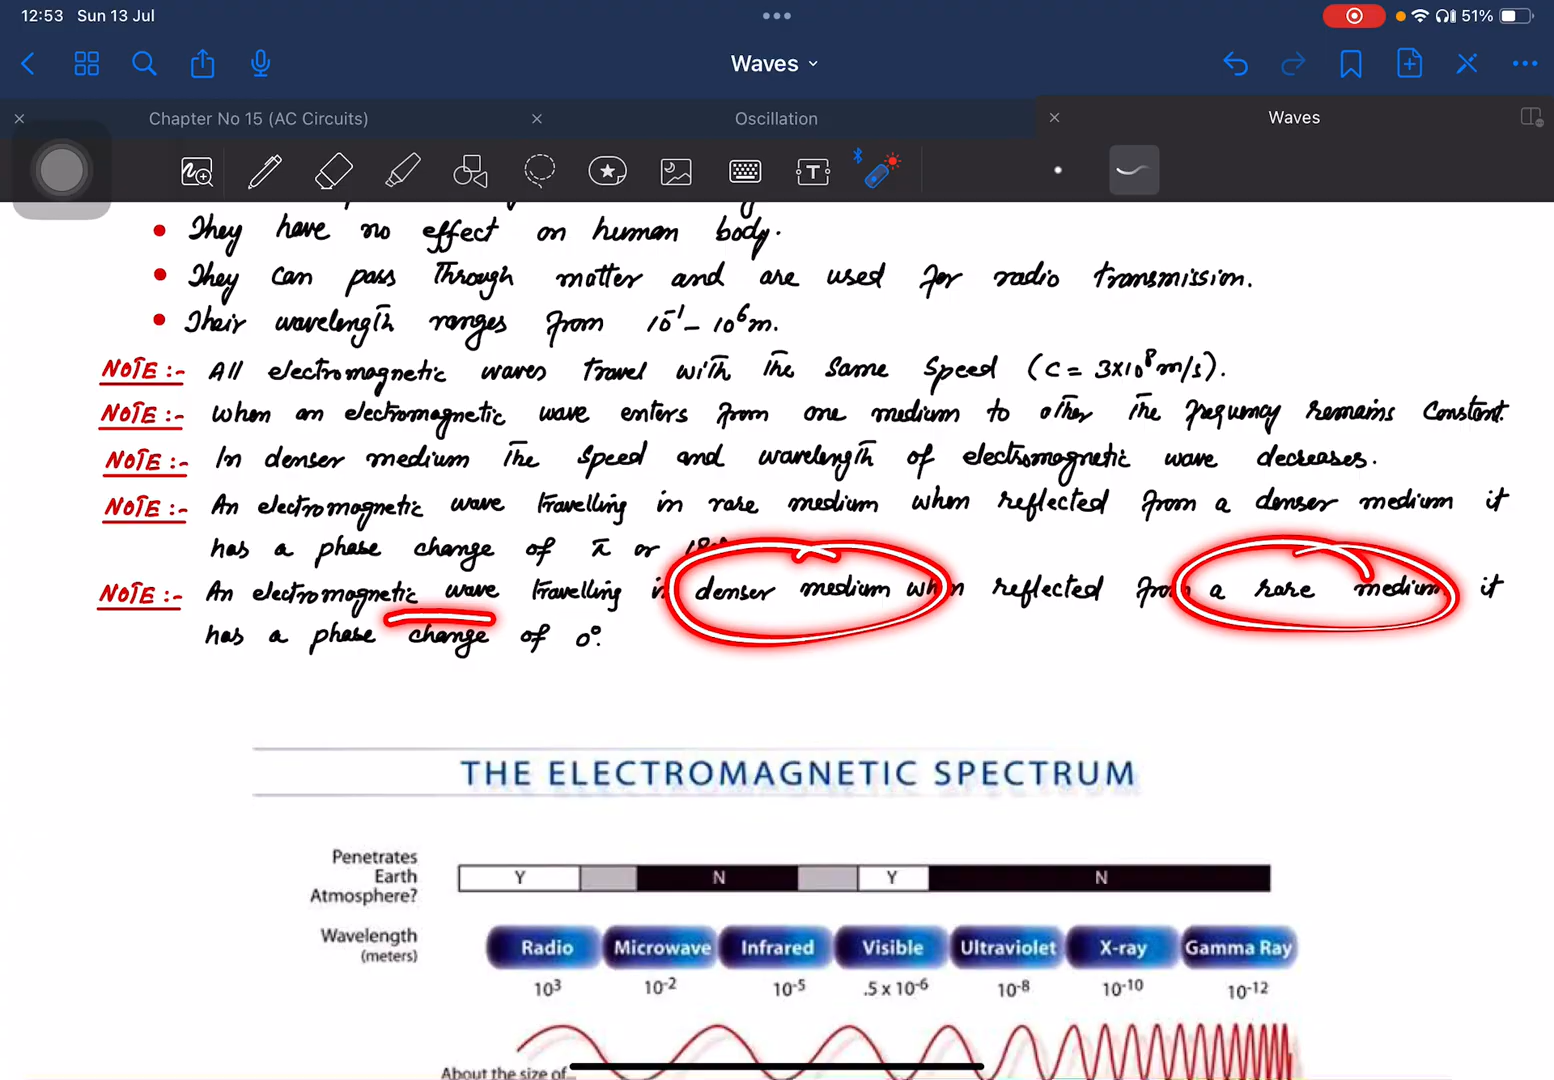 12:53 Sun 13 Jul
51%
Waves
Chapter No 15 (AC Circuits)
Oscillation
Waves
They have no effect on human body.
They can pass through matter and are used for radio transmission.
Their wavelength ranges from 10⁻¹ – 10⁶m.
NOTE :- All electromagnetic waves travel with the same speed (c = 3×10⁸m/s).
NOTE :- When an electromagnetic wave enters from one medium to other the frequency remains constant.
NOTE :- In denser medium the speed and wavelength of electromagnetic wave decreases.
NOTE :- An electromagnetic wave travelling in rare medium when reflected from a denser medium it
has a phase change of π or
NOTE :- An electromagnetic wave travelling in denser medium when reflected from a rare medium it
has a phase change of 0°.
THE ELECTROMAGNETIC SPECTRUM
Penetrates
Earth
Atmosphere?
Y N Y N
Wavelength
(meters)
Radio Microwave Infrared Visible Ultraviolet X-ray Gamma Ray
10³ 10⁻² 10⁻⁵ .5 x 10⁻⁶ 10⁻⁸ 10⁻¹⁰ 10⁻¹²
About the size of...